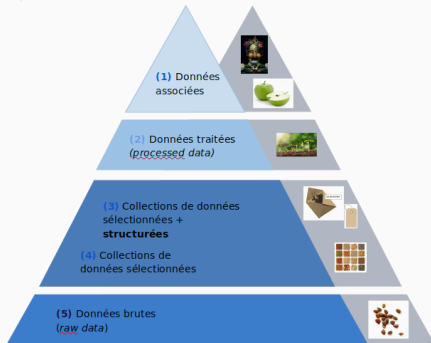 (1) Données
associées
(2) Données traitées
(processed data)
(3) Collections de données
sélectionnées +
structurées
(4) Collections de
données sélectionnées
(5) Données brutes
(raw data)